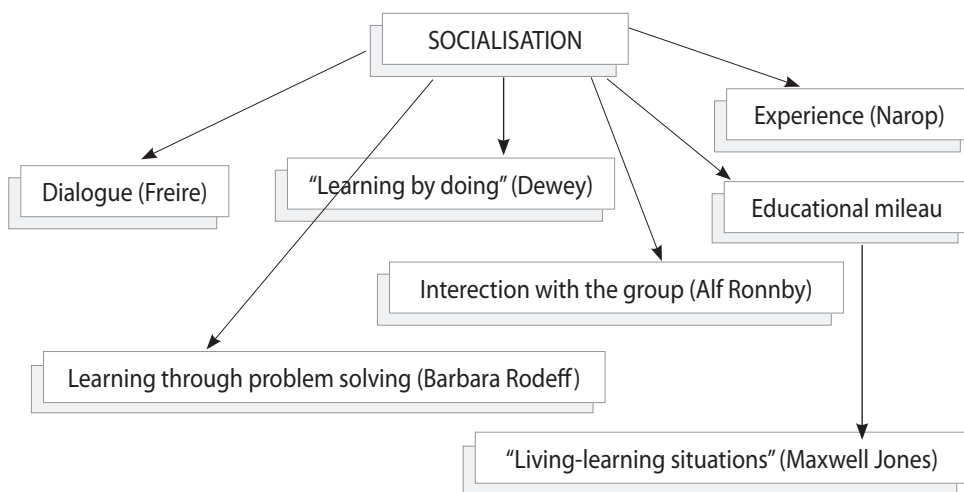 SOCIALISATION
Experience (Narop)
Dialogue (Freire)
“Learning by doing” (Dewey)
Educational mileau
Interection with the group (Alf Ronnby)
Learning through problem solving (Barbara Rodeff)
“Living-learning situations” (Maxwell Jones)